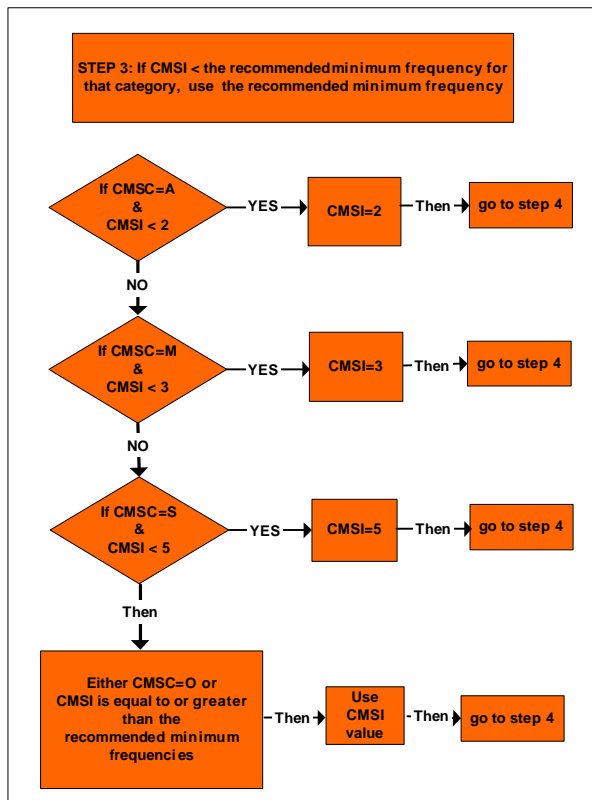 STEP 3: If CMSI < the recommended minimum frequency for
that category, use the recommended minimum frequency
If CMSC=A
&
CMSI < 2
YES
CMSI=2
Then
go to step 4
NO
If CMSC=M
&
CMSI < 3
YES
CMSI=3
Then
go to step 4
NO
If CMSC=S
&
CMSI < 5
YES
CMSI=5
Then
go to step 4
Then
Either CMSC=O or
CMSI is equal to or greater
than the
recommended minimum
frequencies
Then
Use
CMSI
value
Then
go to step 4